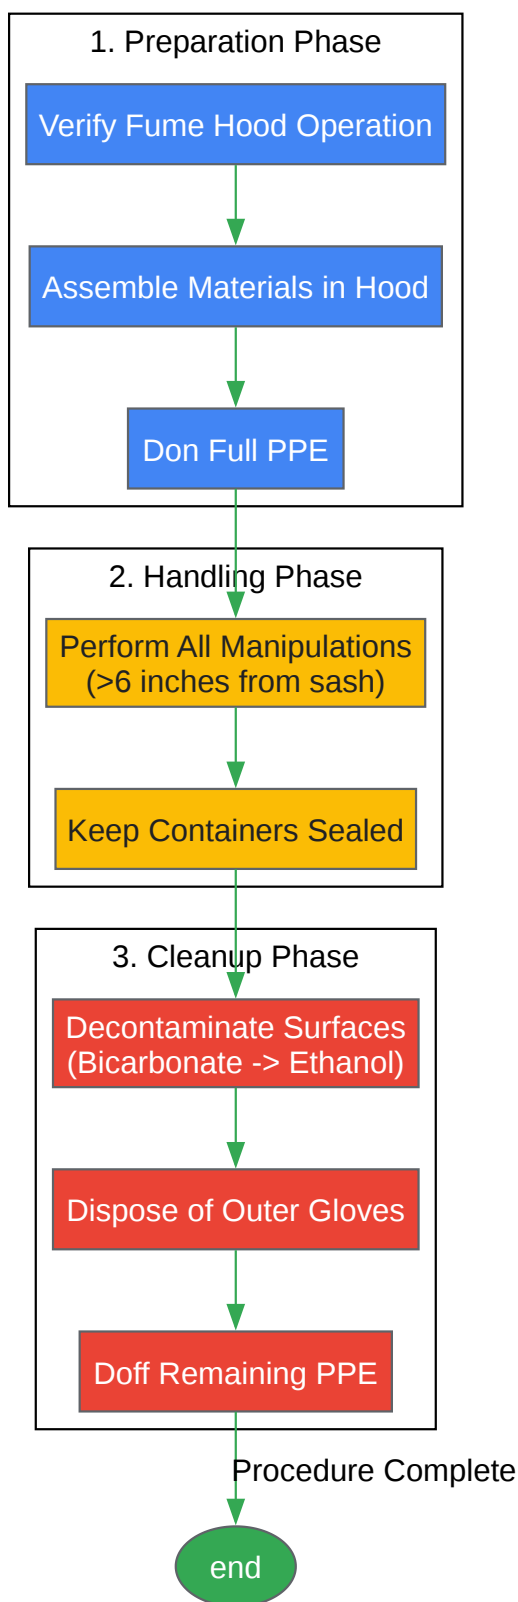 1. Preparation Phase
Verify Fume Hood Operation
Assemble Materials in Hood
Don Full PPE
2. Handling Phase
Perform All Manipulations
(>6 inches from sash)
Keep Containers Sealed
3. Cleanup Phase
Decontaminate Surfaces
(Bicarbonate -> Ethanol)
Dispose of Outer Gloves
Doff Remaining PPE
Procedure Complete
end